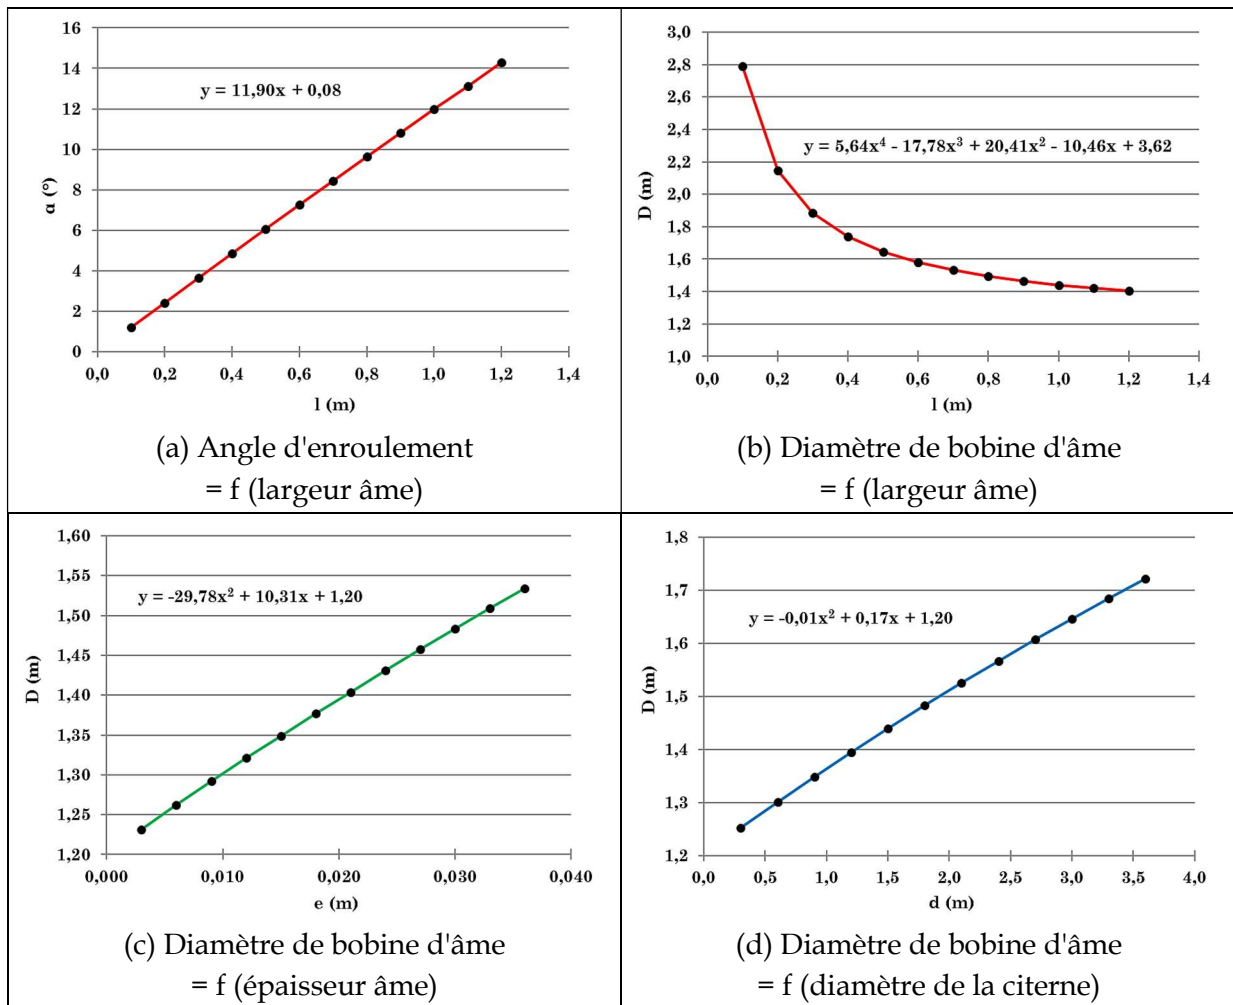 16
14
12
10
8
6
4
2
0
α (°)
y = 11,90x + 0,08
0,0 0,2 0,4 0,6 0,8 1,0 1,2 1,4
l (m)
(a) Angle d'enroulement
= f (largeur âme)
3,0
2,8
2,6
2,4
2,2
2,0
1,8
1,6
1,4
1,2
1,0
D (m)
y = 5,64x⁴ - 17,78x³ + 20,41x² - 10,46x + 3,62
0,0 0,2 0,4 0,6 0,8 1,0 1,2 1,4
l (m)
(b) Diamètre de bobine d'âme
= f (largeur âme)
1,60
1,55
1,50
1,45
1,40
1,35
1,30
1,25
1,20
D (m)
y = -29,78x² + 10,31x + 1,20
0,000 0,010 0,020 0,030 0,040
e (m)
(c) Diamètre de bobine d'âme
= f (épaisseur âme)
1,8
1,7
1,6
1,5
1,4
1,3
1,2
D (m)
y = -0,01x² + 0,17x + 1,20
0,0 0,5 1,0 1,5 2,0 2,5 3,0 3,5 4,0
d (m)
(d) Diamètre de bobine d'âme
= f (diamètre de la citerne)